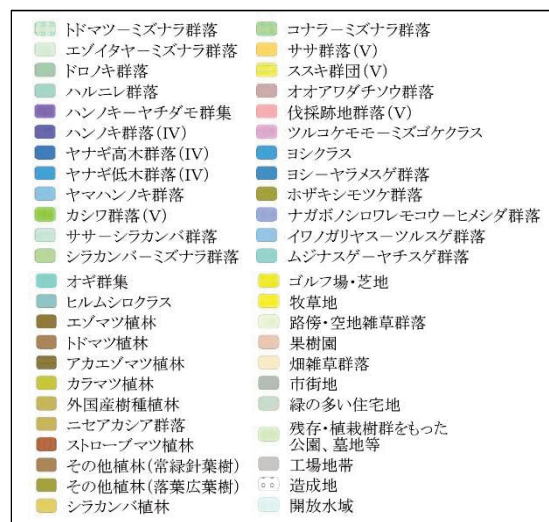 トドマツ－ミズナラ群落
エゾイタヤ－ミズナラ群落
ドロノキ群落
ハルニレ群落
ハンノキ－ヤチダモ群集
ハンノキ群落(IV)
ヤナギ高木群落(IV)
ヤナギ低木群落(IV)
ヤマハンノキ群落
カシワ群落(V)
ササ－シラカンバ群落
シラカンバ－ミズナラ群落
オギ群集
ヒルムシロクラス
エゾマツ植林
トドマツ植林
アカエゾマツ植林
カラマツ植林
外国産樹種植林
ニセアカシア群落
ストローブマツ植林
その他植林(常緑針葉樹)
その他植林(落葉広葉樹)
シラカンバ植林
コナラ－ミズナラ群落
ササ群落(V)
ススキ群団(V)
オオアワダチソウ群落
伐採跡地群落(V)
ツルコケモモ－ミズゴケクラス
ヨシクラス
ヨシ－ヤラメスゲ群落
ホザキシモツケ群落
ナガボノシロワレモコウ－ヒメシダ群落
イワノガリヤス－ツルスゲ群落
ムジナスゲ－ヤチスゲ群落
ゴルフ場・芝地
牧草地
路傍・空地雑草群落
果樹園
畑雑草群落
市街地
緑の多い住宅地
残存・植栽樹群をもった
公園、墓地等
工場地帯
造成地
開放水域